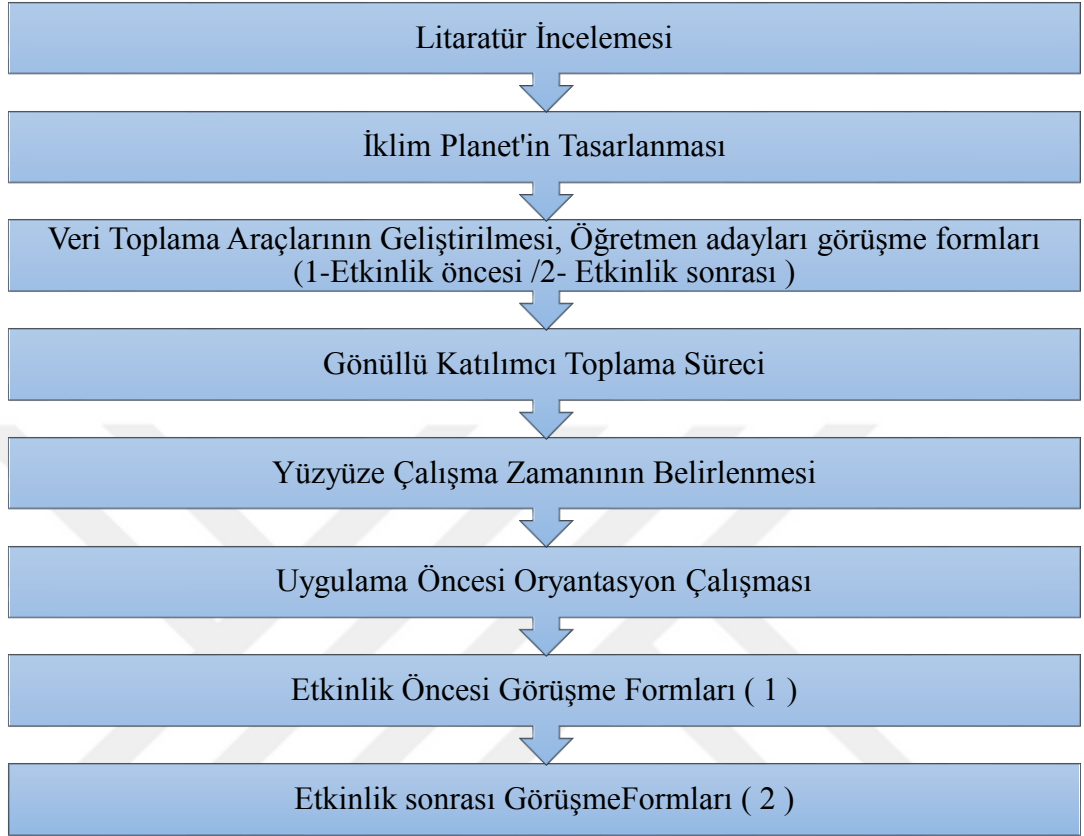 Litaratür İncelemesi
İklim Planet'in Tasarlanması
Veri Toplama Araçlarının Geliştirilmesi, Öğretmen adayları görüşme formları
(1-Etkinlik öncesi /2- Etkinlik sonrası )
Gönüllü Katılımcı Toplama Süreci
Yüzyüze Çalışma Zamanının Belirlenmesi
Uygulama Öncesi Oryantasyon Çalışması
Etkinlik Öncesi Görüşme Formları ( 1 )
Etkinlik sonrası GörüşmeFormları ( 2 )